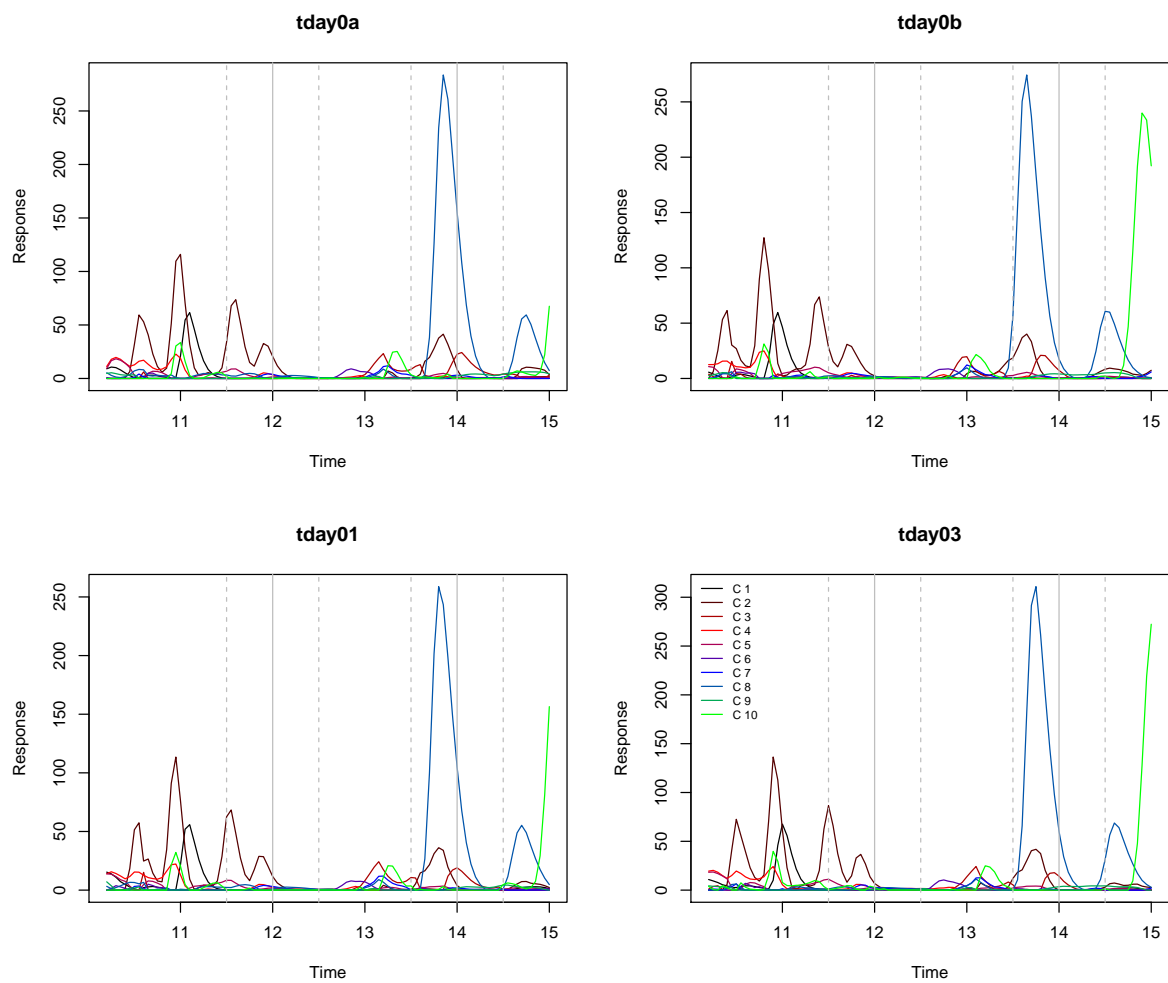 tday0a
Response
0 50 100 150 200 250
11 12 13 14 15
Time
tday0b
Response
0 50 100 150 200 250
11 12 13 14 15
Time
tday01
Response
0 50 100 150 200 250
11 12 13 14 15
Time
tday03
Response
0 50 100 150 200 250 300
C 1
C 2
C 3
C 4
C 5
C 6
C 7
C 8
C 9
C 10
11 12 13 14 15
Time